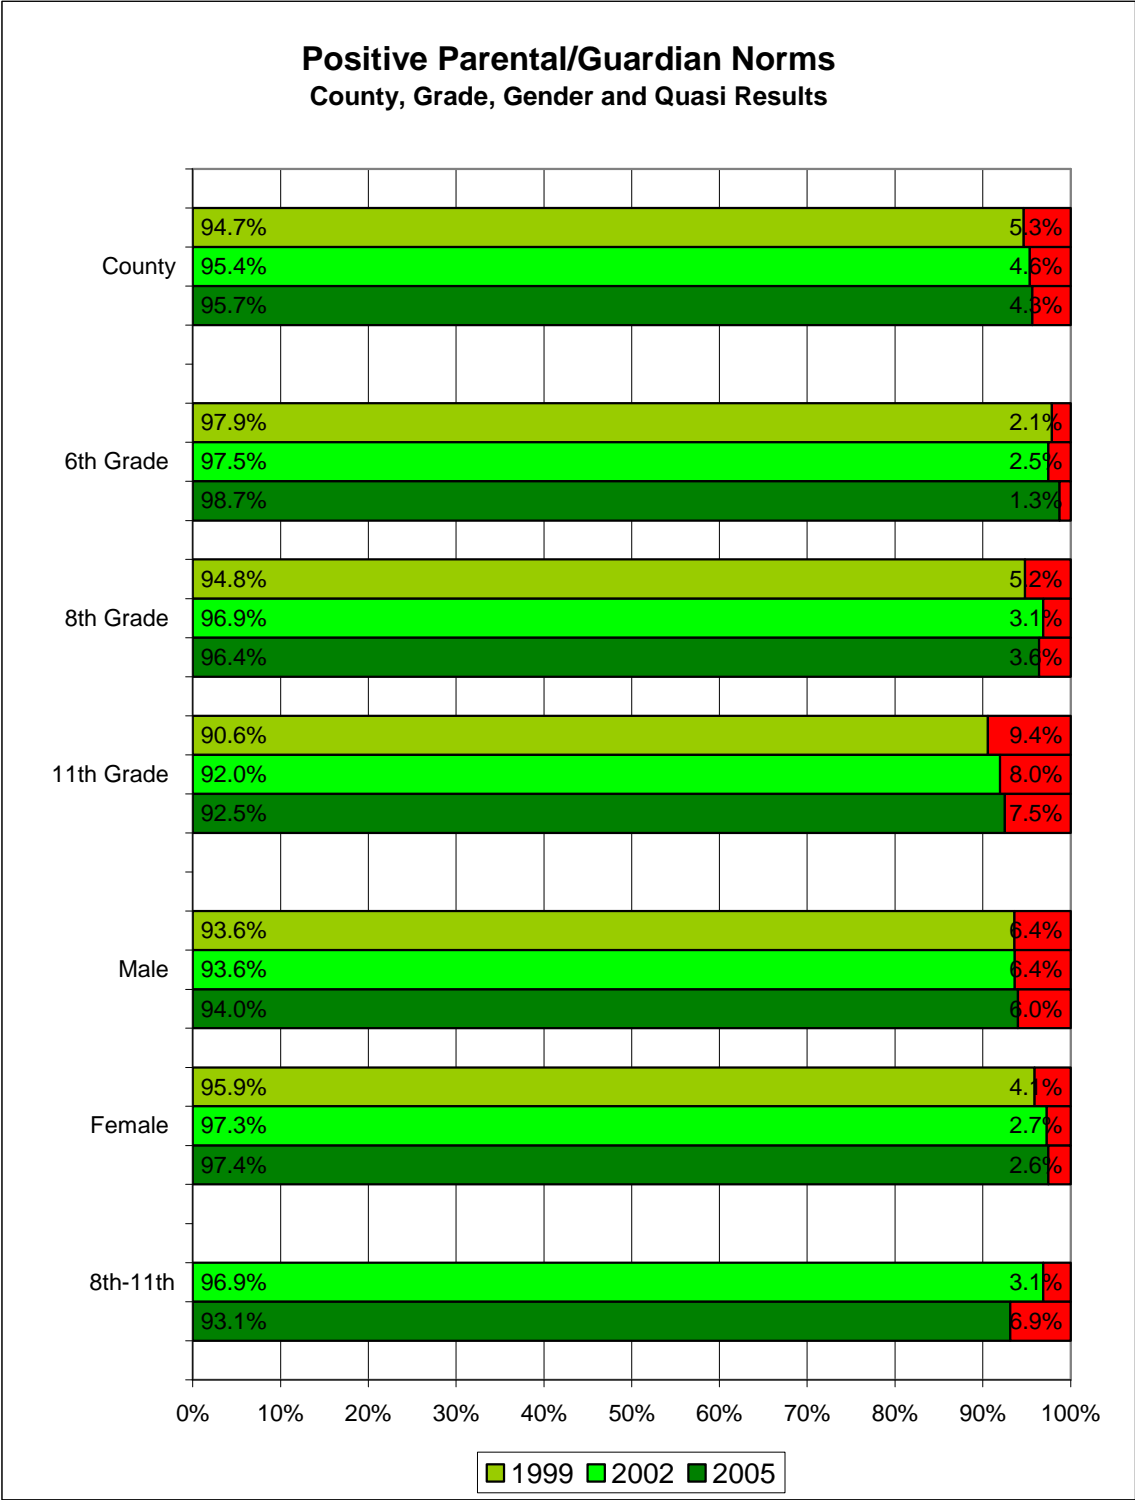 Positive Parental/Guardian Norms
County, Grade, Gender and Quasi Results
94.7% 5.3%
County 95.4% 4.6%
95.7% 4.3%
97.9% 2.1%
6th Grade 97.5% 2.5%
98.7% 1.3%
94.8% 5.2%
8th Grade 96.9% 3.1%
96.4% 3.6%
90.6% 9.4%
11th Grade 92.0% 8.0%
92.5% 7.5%
93.6% 6.4%
Male 93.6% 6.4%
94.0% 6.0%
95.9% 4.1%
Female 97.3% 2.7%
97.4% 2.6%
8th-11th 96.9% 3.1%
93.1% 6.9%
0% 10% 20% 30% 40% 50% 60% 70% 80% 90% 100%
1999 2002 2005